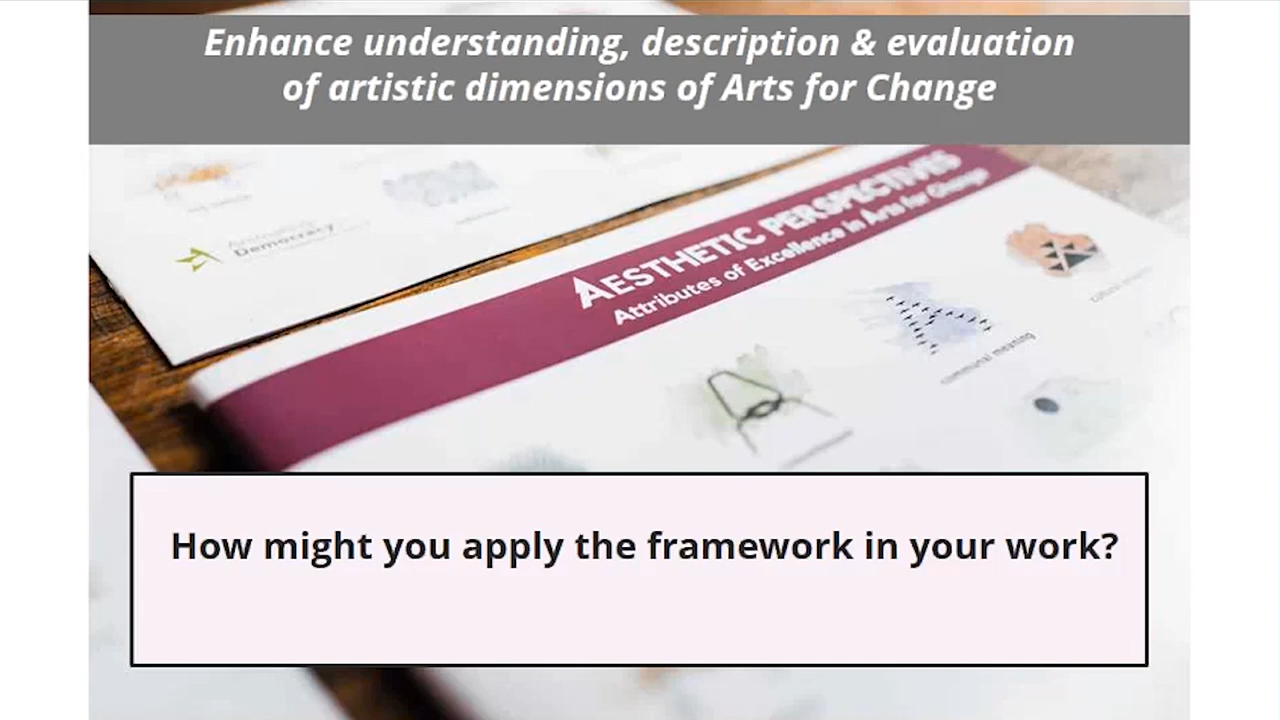 Enhance understanding, description & evaluation
of artistic dimensions of Arts for Change
AESTHETIC PERSPECTIVES
Attributes of Excellence in Arts for Change
Democracy
communal meaning
How might you apply the framework in your work?